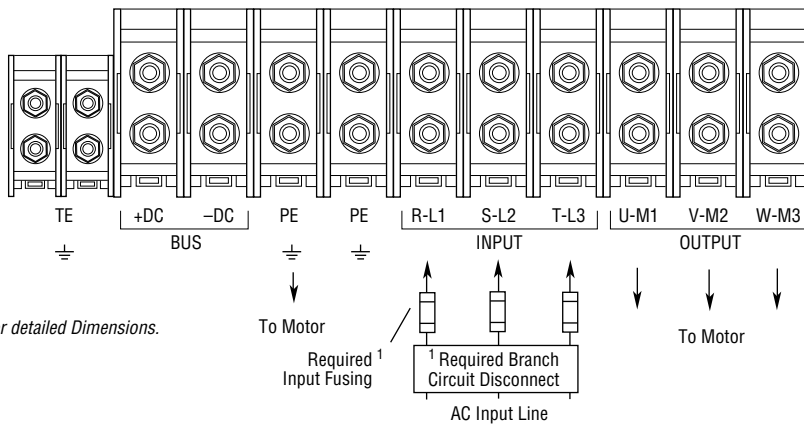 TE +DC –DC PE PE R-L1 S-L2 T-L3 U-M1 V-M2 W-M3
BUS INPUT OUTPUT
r detailed Dimensions.
To Motor
To Motor
Required 1
Input Fusing
1 Required Branch
Circuit Disconnect
AC Input Line